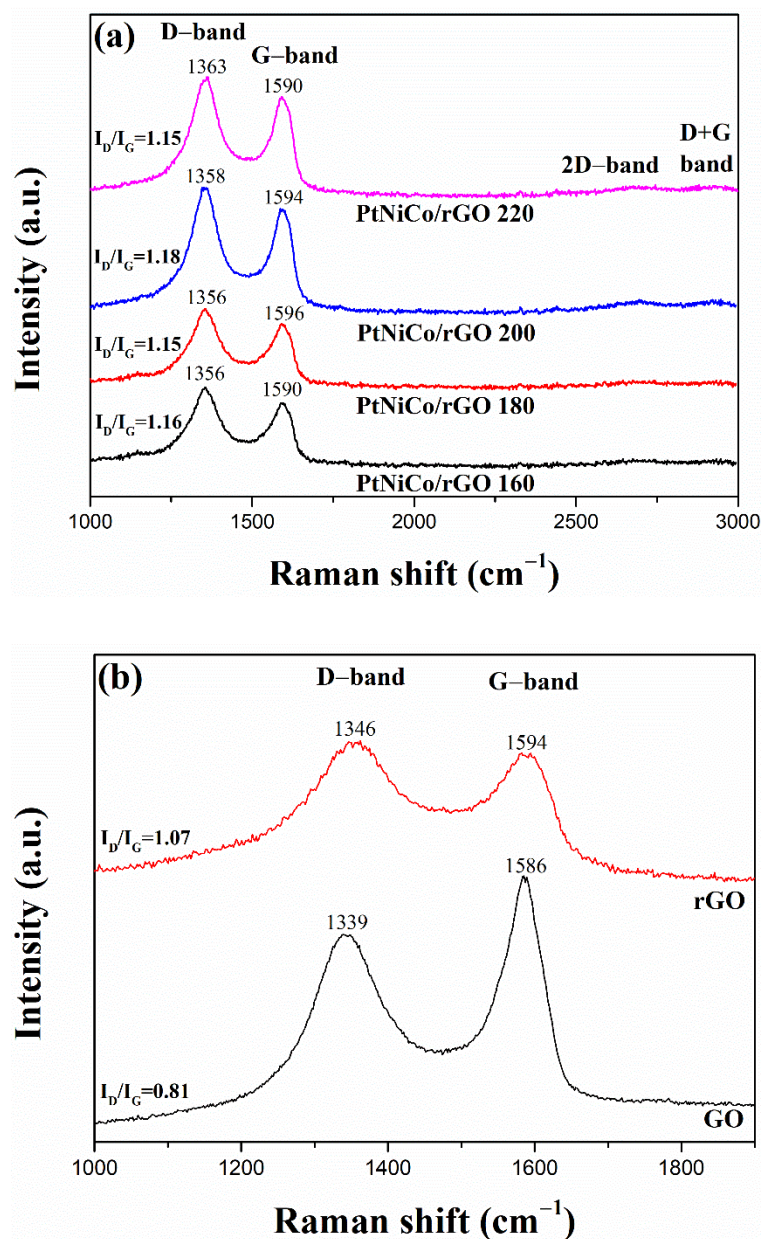 (a)
D–band
G–band
1363
1590
I_D/I_G=1.15
2D–band
D+G
band
PtNiCo/rGO 220
1358
1594
I_D/I_G=1.18
PtNiCo/rGO 200
1356
1596
I_D/I_G=1.15
PtNiCo/rGO 180
1356
1590
I_D/I_G=1.16
PtNiCo/rGO 160
Intensity (a.u.)
1000 1500 2000 2500 3000
Raman shift (cm⁻¹)
(b)
D–band
G–band
1346
1594
I_D/I_G=1.07
rGO
1586
1339
I_D/I_G=0.81
GO
Intensity (a.u.)
1000 1200 1400 1600 1800
Raman shift (cm⁻¹)